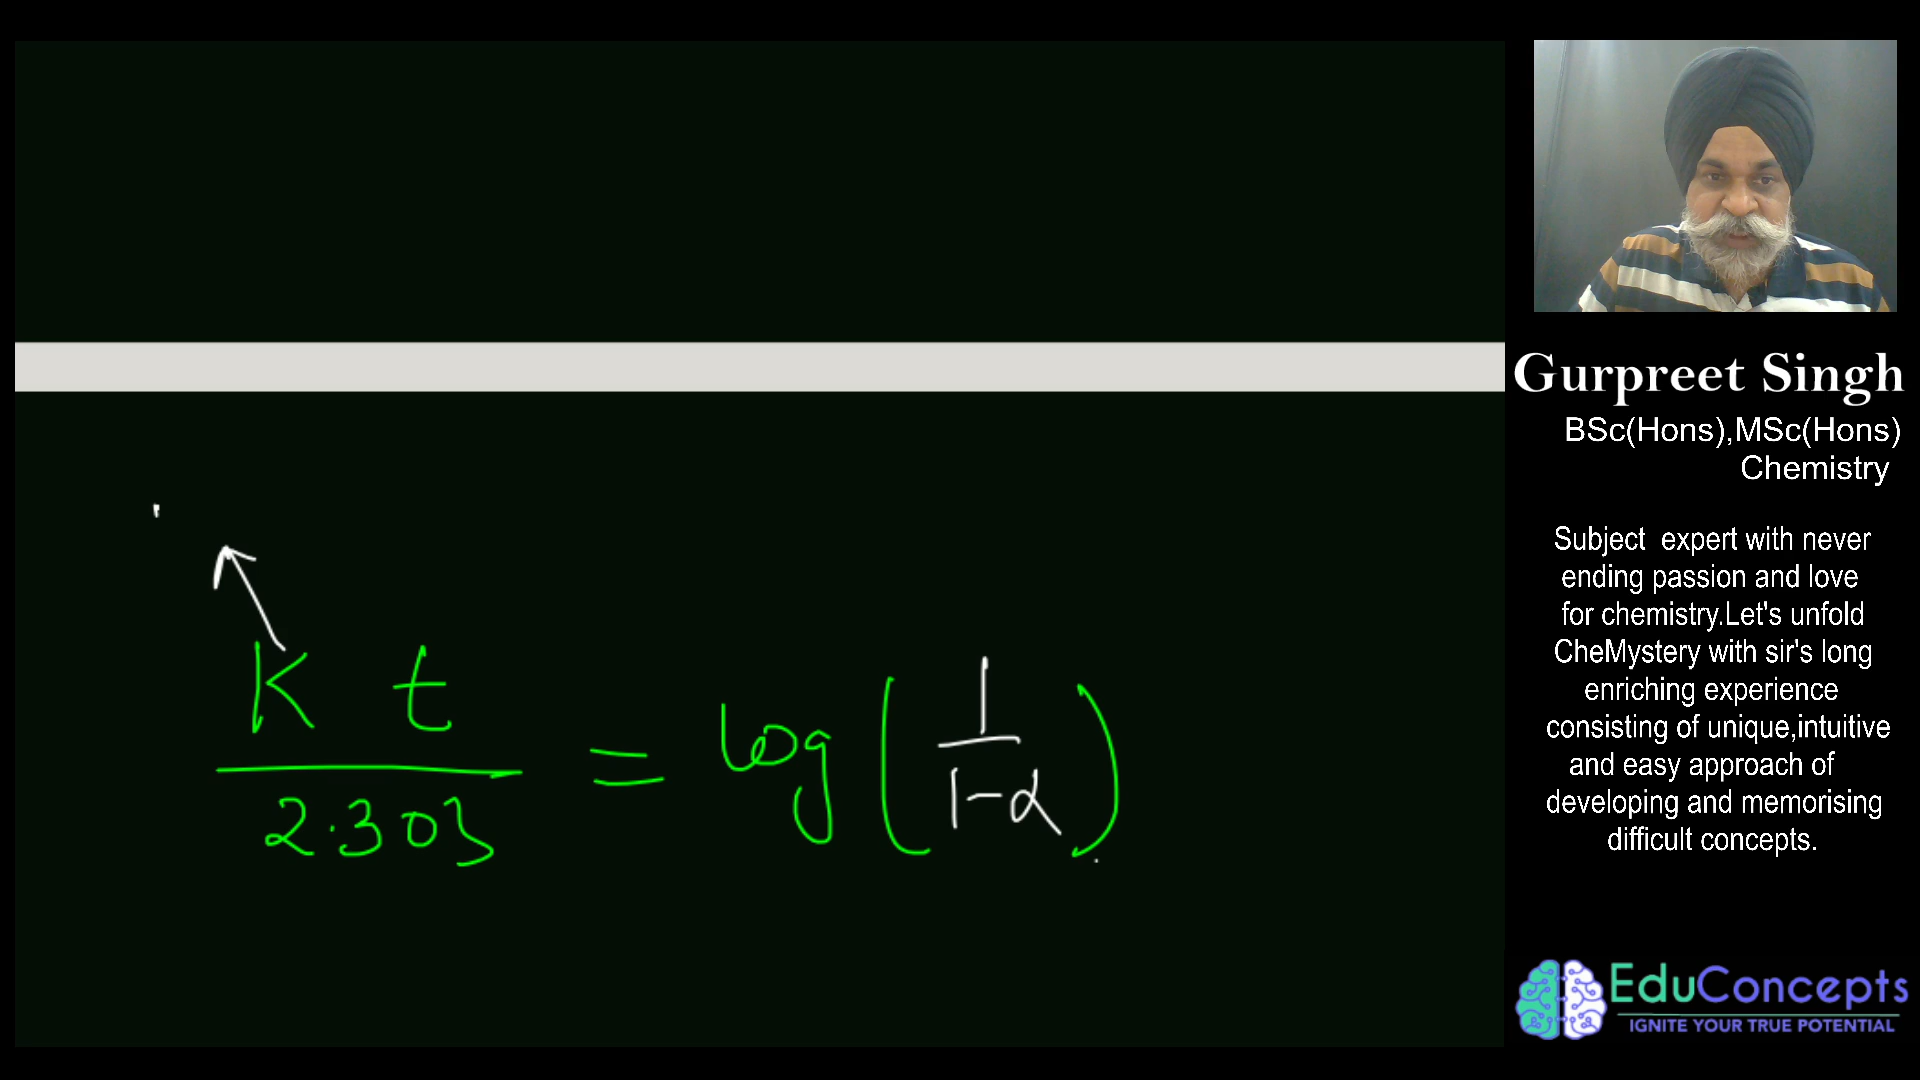 K t
2.303
= log ( 1 / 1-α )
Gurpreet Singh
BSc(Hons),MSc(Hons)
Chemistry
Subject expert with never
ending passion and love
for chemistry.Let's unfold
CheMystery with sir's long
enriching experience
consisting of unique,intuitive
and easy approach of
developing and memorising
difficult concepts.
EduConcepts
IGNITE YOUR TRUE POTENTIAL